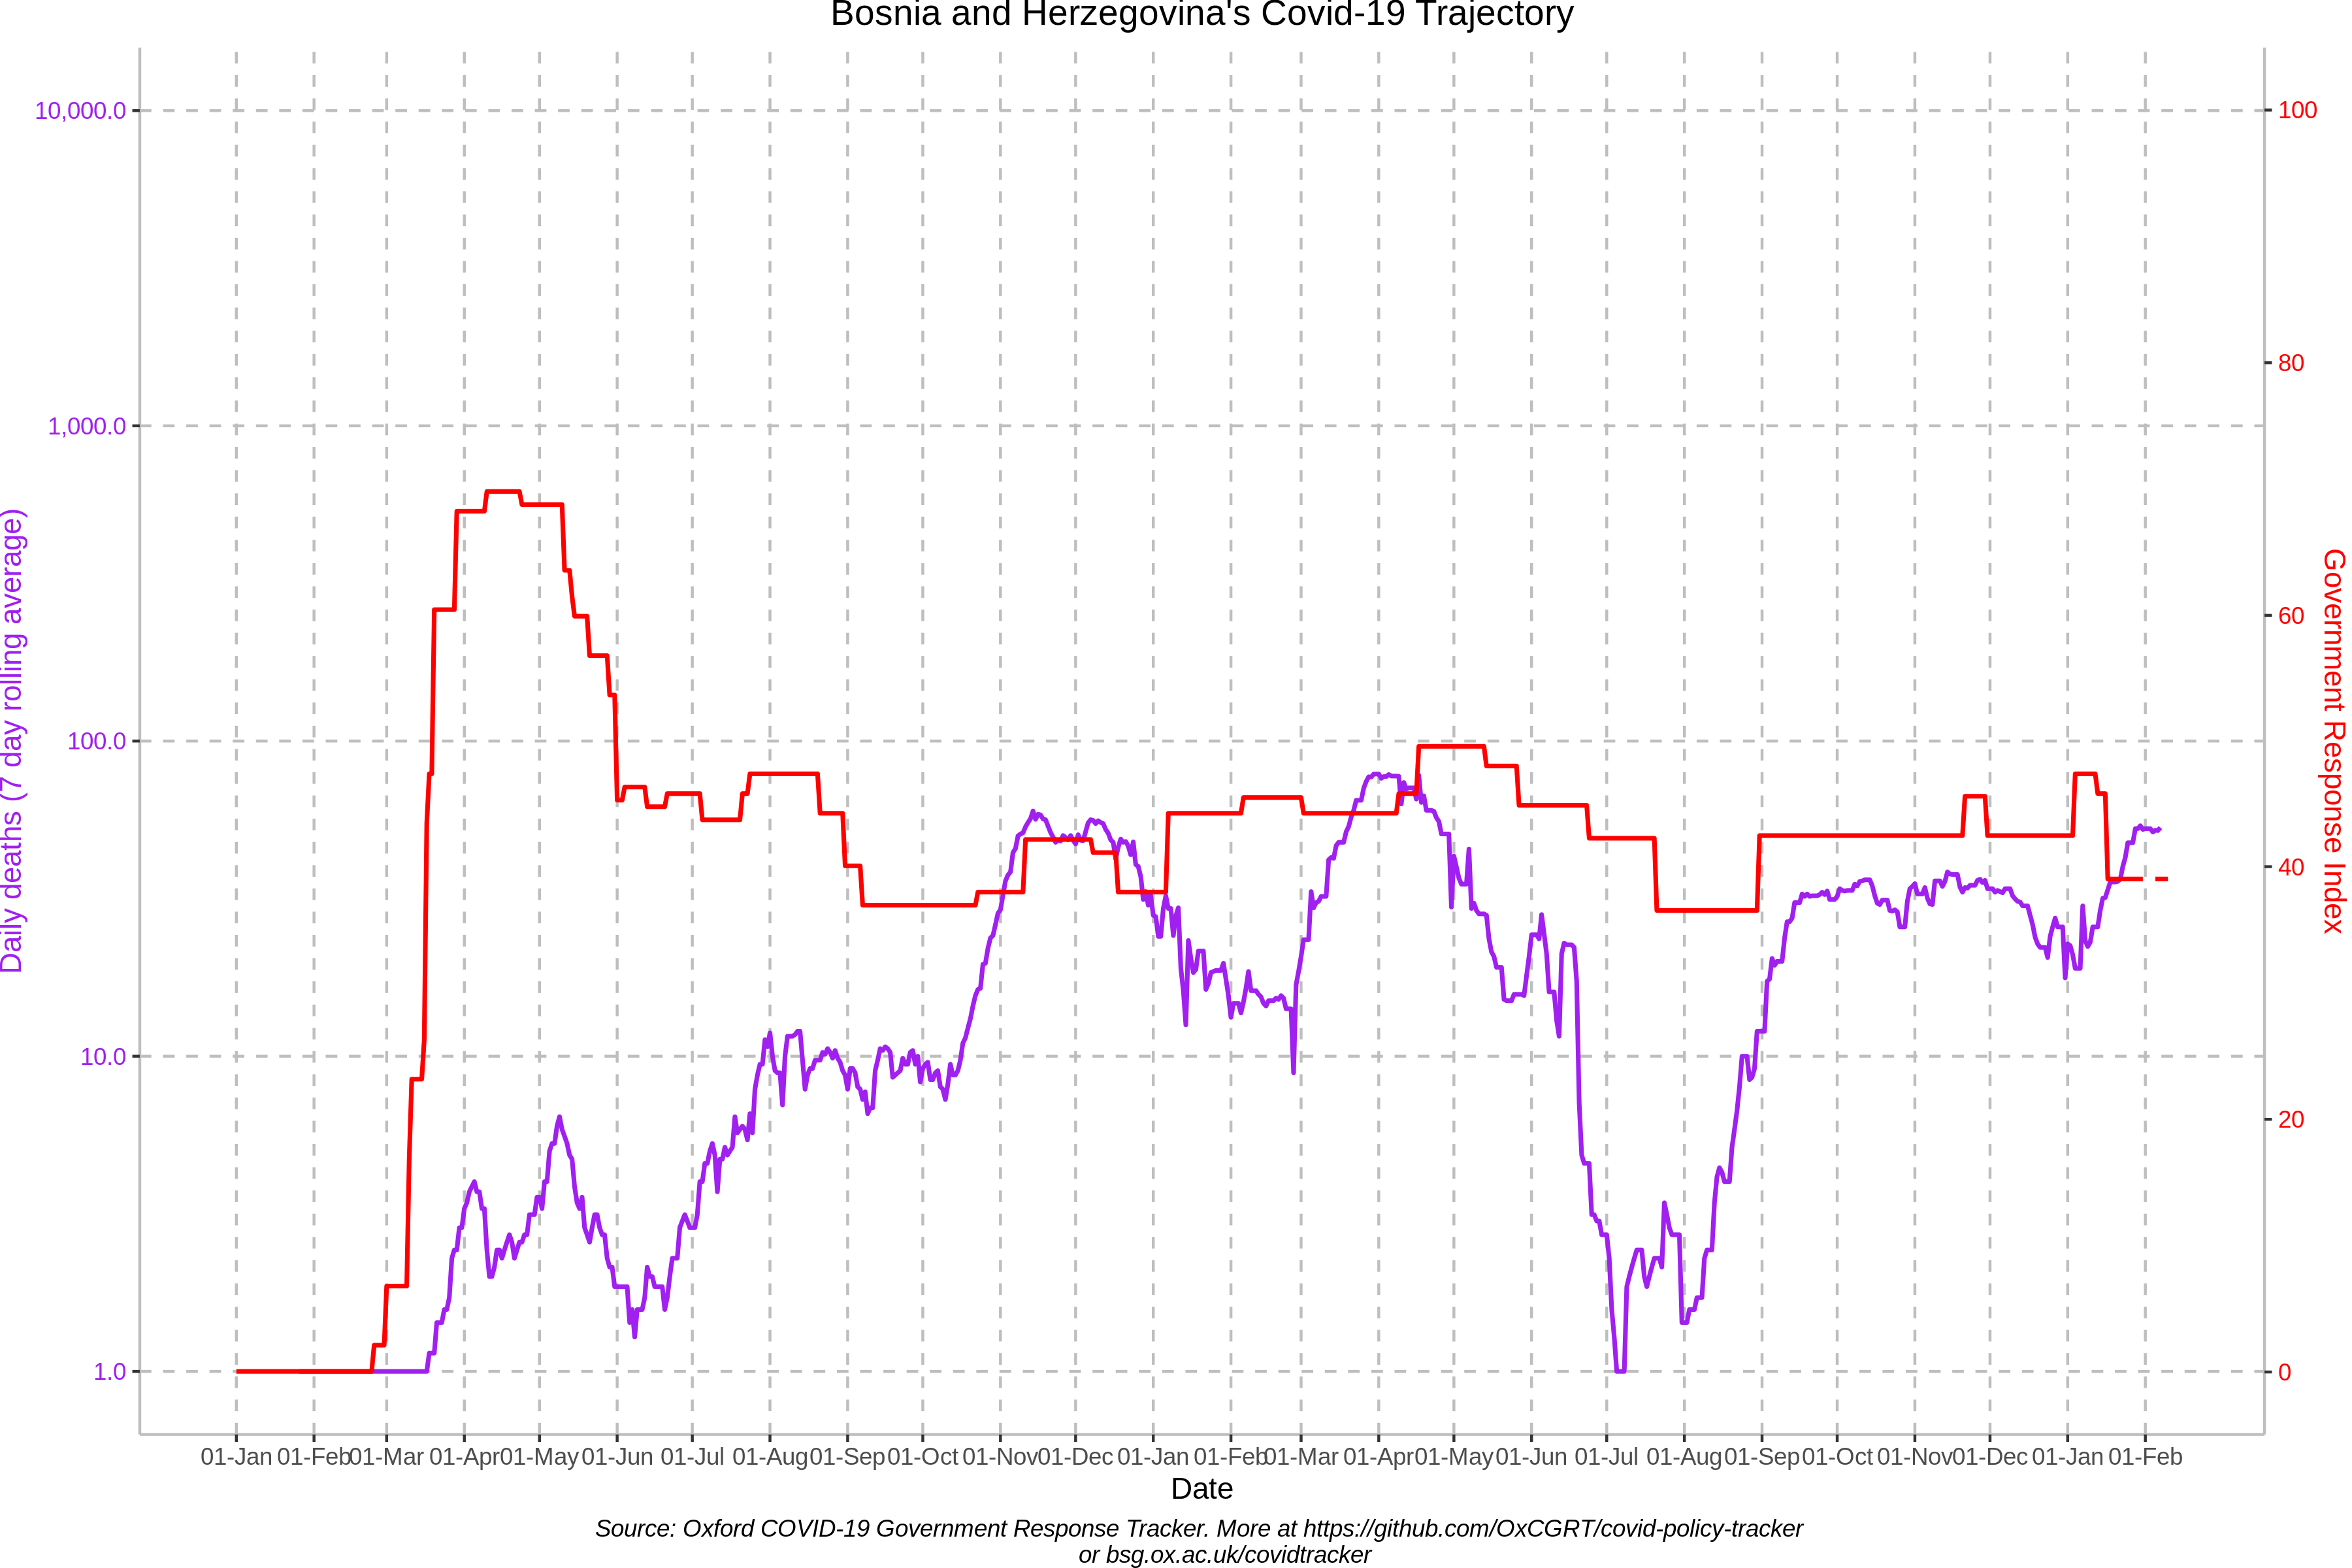 Bosnia and Herzegovina's Covid-19 Trajectory
Daily deaths (7 day rolling average)
10,000.0
1,000.0
100.0
10.0
1.0
100
80
60
40
20
0
Government Response Index
01-Jan 01-Feb 01-Mar 01-Apr 01-May 01-Jun 01-Jul 01-Aug 01-Sep 01-Oct 01-Nov 01-Dec 01-Jan 01-Feb 01-Mar 01-Apr 01-May 01-Jun 01-Jul 01-Aug 01-Sep 01-Oct 01-Nov 01-Dec 01-Jan 01-Feb
Date
Source: Oxford COVID-19 Government Response Tracker. More at https://github.com/OxCGRT/covid-policy-tracker
or bsg.ox.ac.uk/covidtracker